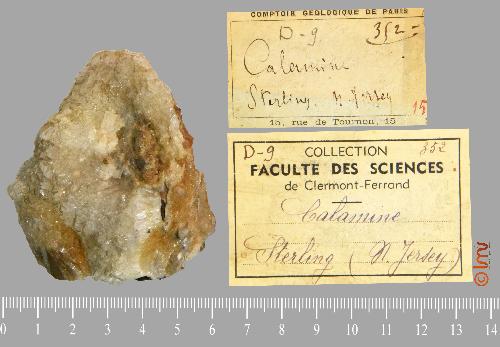 COMPTOIR GÉOLOGIQUE DE PARIS
D-9 352-
Calamine
Sterling. N. Jersey
15
15, rue de Tournon, 15
D-9 COLLECTION 352
FACULTE DES SCIENCES
de Clermont-Ferrand
Calamine
Sterling (N. Jersey)
© lmv
0 1 2 3 4 5 6 7 8 9 10 11 12 13 14